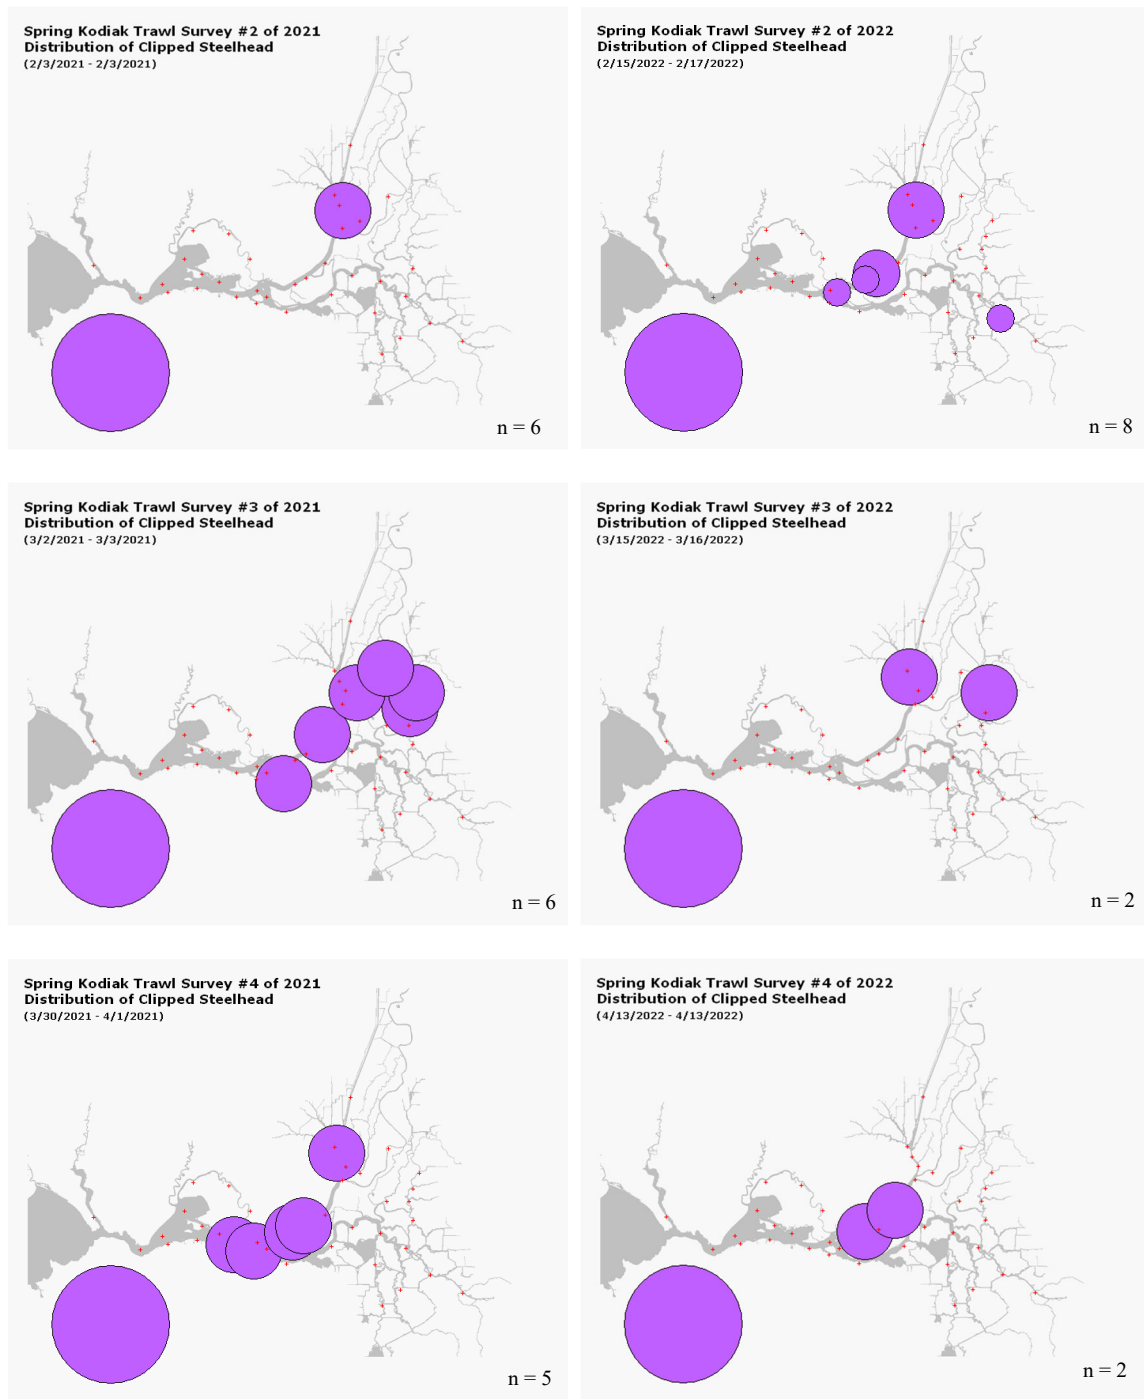 Spring Kodiak Trawl Survey #2 of 2021
Distribution of Clipped Steelhead
(2/3/2021 - 2/3/2021)
n = 6
Spring Kodiak Trawl Survey #2 of 2022
Distribution of Clipped Steelhead
(2/15/2022 - 2/17/2022)
n = 8
Spring Kodiak Trawl Survey #3 of 2021
Distribution of Clipped Steelhead
(3/2/2021 - 3/3/2021)
n = 6
Spring Kodiak Trawl Survey #3 of 2022
Distribution of Clipped Steelhead
(3/15/2022 - 3/16/2022)
n = 2
Spring Kodiak Trawl Survey #4 of 2021
Distribution of Clipped Steelhead
(3/30/2021 - 4/1/2021)
n = 5
Spring Kodiak Trawl Survey #4 of 2022
Distribution of Clipped Steelhead
(4/13/2022 - 4/13/2022)
n = 2